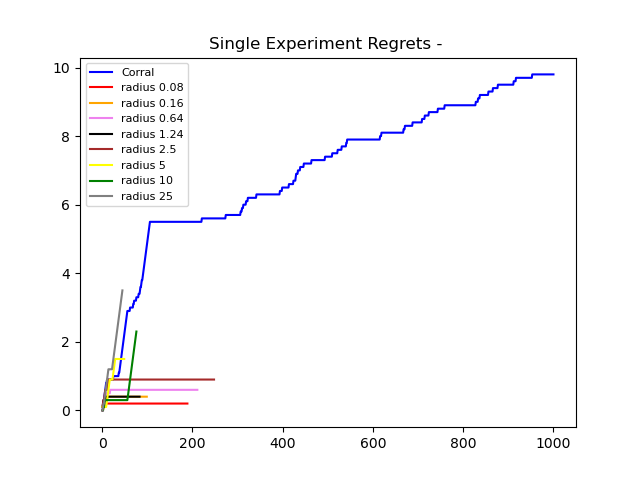 Single Experiment Regrets -
10
8
6
4
2
0
Corral
radius 0.08
radius 0.16
radius 0.64
radius 1.24
radius 2.5
radius 5
radius 10
radius 25
0 200 400 600 800 1000